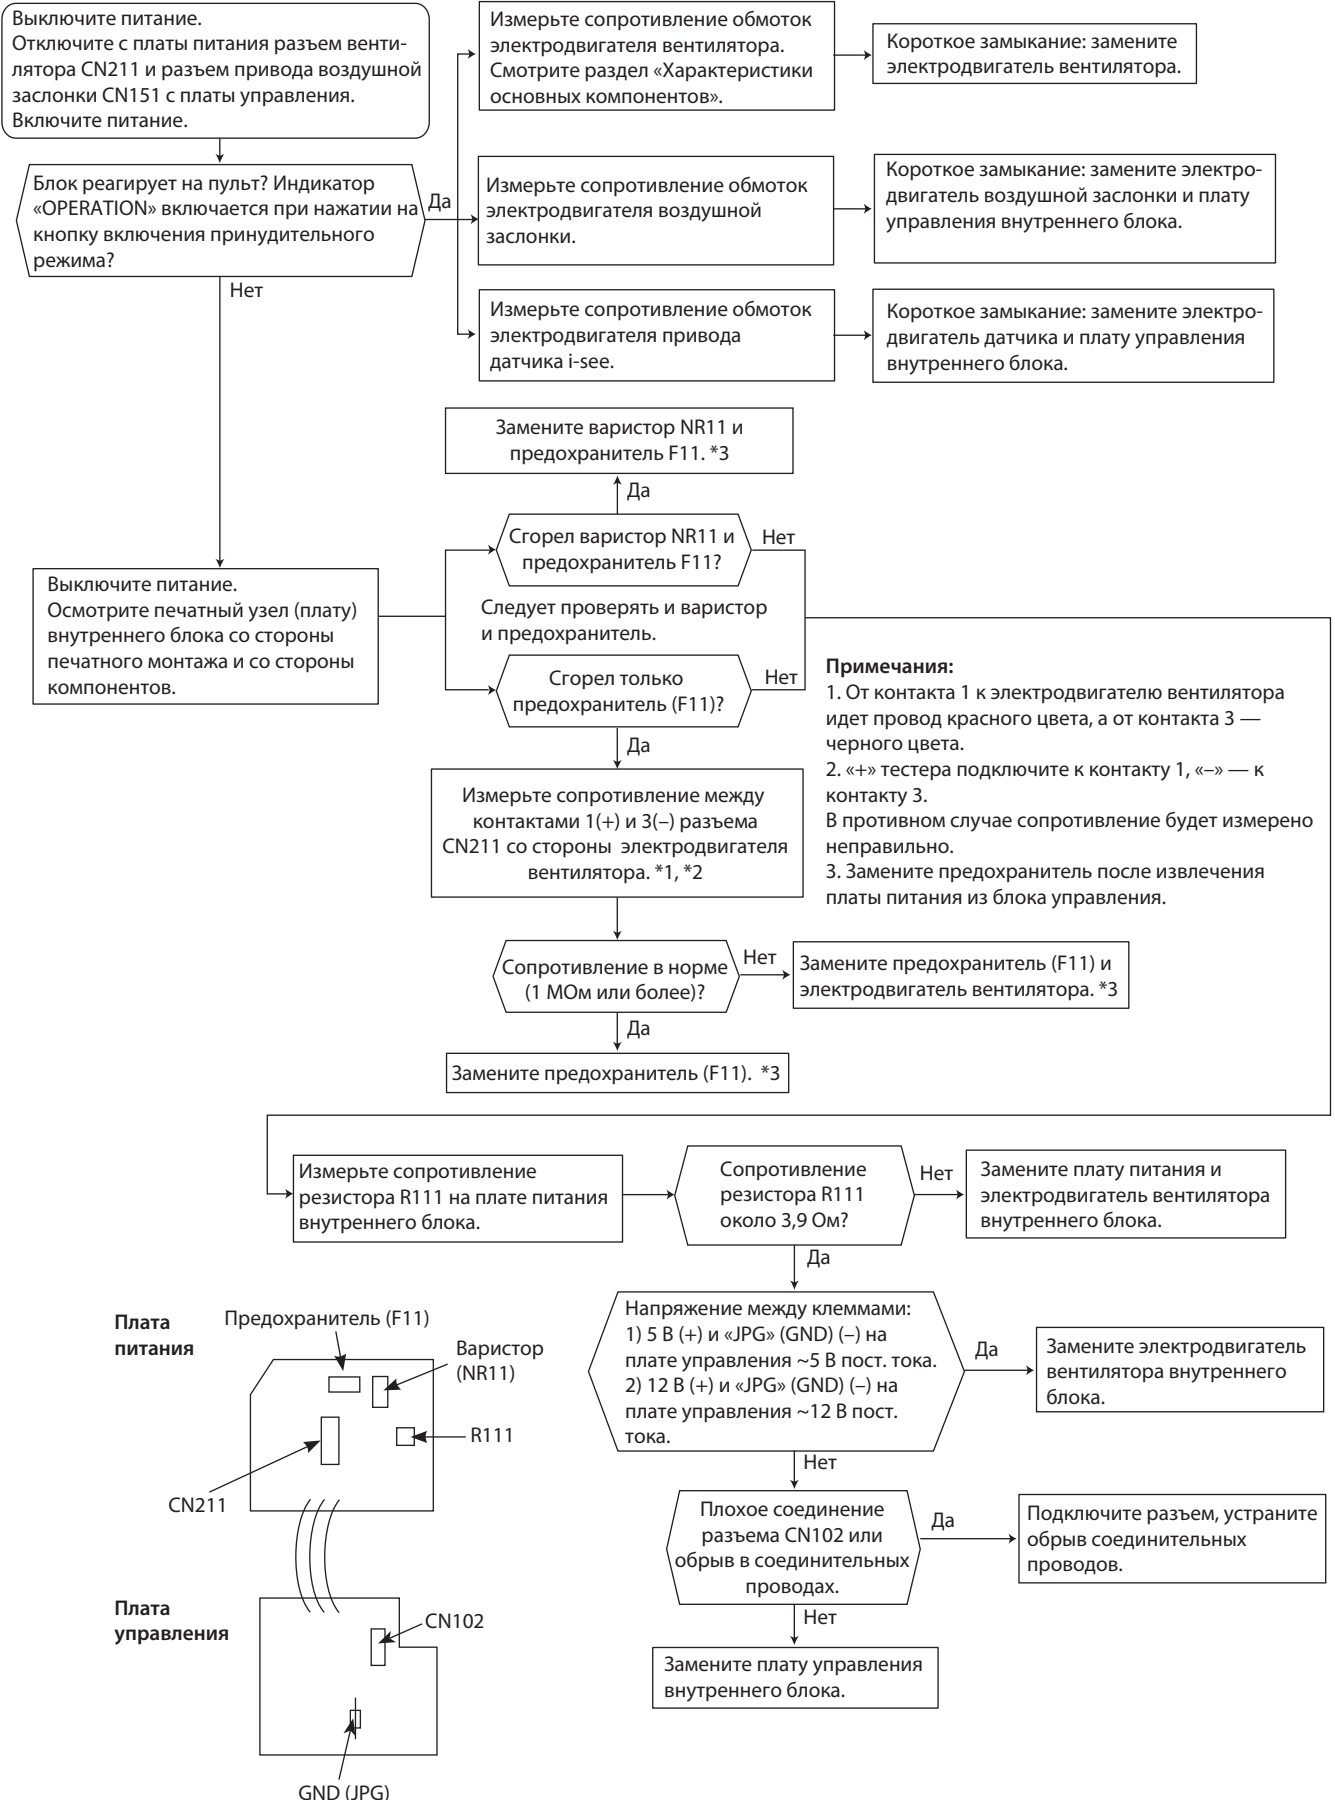 Выключите питание.
Отключите с платы питания разъем венти-
лятора CN211 и разъем привода воздушной
заслонки CN151 с платы управления.
Включите питание.
Измерьте сопротивление обмоток
электродвигателя вентилятора.
Смотрите раздел «Характеристики
основных компонентов».
Короткое замыкание: замените
электродвигатель вентилятора.
Блок реагирует на пульт? Индикатор
«OPERATION» включается при нажатии на
кнопку включения принудительного
режима?
Да
Измерьте сопротивление обмоток
электродвигателя воздушной
заслонки.
Короткое замыкание: замените электро-
двигатель воздушной заслонки и плату
управления внутреннего блока.
Нет
Измерьте сопротивление обмоток
электродвигателя привода
датчика i-see.
Короткое замыкание: замените электро-
двигатель датчика и плату управления
внутреннего блока.
Замените варистор NR11 и
предохранитель F11. *3
Да
Сгорел варистор NR11 и
предохранитель F11?
Нет
Выключите питание.
Осмотрите печатный узел (плату)
внутреннего блока со стороны
печатного монтажа и со стороны
компонентов.
Следует проверять и варистор
и предохранитель.
Сгорел только
предохранитель (F11)?
Нет
Да
Примечания:
1. От контакта 1 к электродвигателю вентилятора
идет провод красного цвета, а от контакта 3 —
черного цвета.
2. «+» тестера подключите к контакту 1, «–» — к
контакту 3.
В противном случае сопротивление будет измерено
неправильно.
3. Замените предохранитель после извлечения
платы питания из блока управления.
Измерьте сопротивление между
контактами 1(+) и 3(–) разъема
CN211 со стороны электродвигателя
вентилятора. *1, *2
Сопротивление в норме
(1 МОм или более)?
Нет
Замените предохранитель (F11) и
электродвигатель вентилятора. *3
Да
Замените предохранитель (F11). *3
Измерьте сопротивление
резистора R111 на плате питания
внутреннего блока.
Сопротивление
резистора R111
около 3,9 Ом?
Нет
Замените плату питания и
электродвигатель вентилятора
внутреннего блока.
Да
Напряжение между клеммами:
1) 5 В (+) и «JPG» (GND) (–) на
плате управления ~5 В пост. тока.
2) 12 В (+) и «JPG» (GND) (–) на
плате управления ~12 В пост.
тока.
Да
Замените электродвигатель
вентилятора внутреннего
блока.
Нет
Плохое соединение
разъема CN102 или
обрыв в соединительных
проводах.
Да
Подключите разъем, устраните
обрыв соединительных
проводов.
Нет
Замените плату управления
внутреннего блока.
Плата
питания
Предохранитель (F11)
Варистор
(NR11)
R111
CN211
Плата
управления
CN102
GND (JPG)